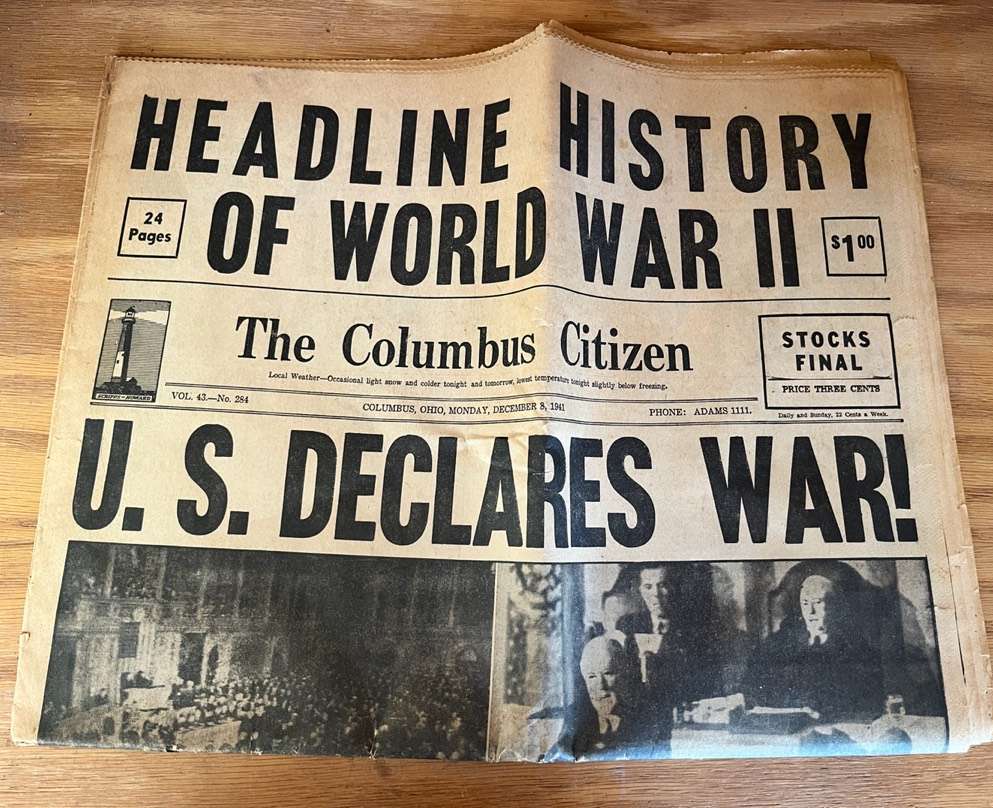 HEADLINE HISTORY
OF WORLD WAR II
24
Pages
$1.00
The Columbus Citizen
Local Weather—Occasional light snow and colder tonight and tomorrow, lowest temperature tonight slightly below freezing.
SCRIPPS-HOWARD
STOCKS
FINAL
PRICE THREE CENTS
VOL. 43.—No. 284
COLUMBUS, OHIO, MONDAY, DECEMBER 8, 1941
PHONE: ADAMS 1111.
Daily and Sunday, 22 Cents a Week.
U. S. DECLARES WAR!